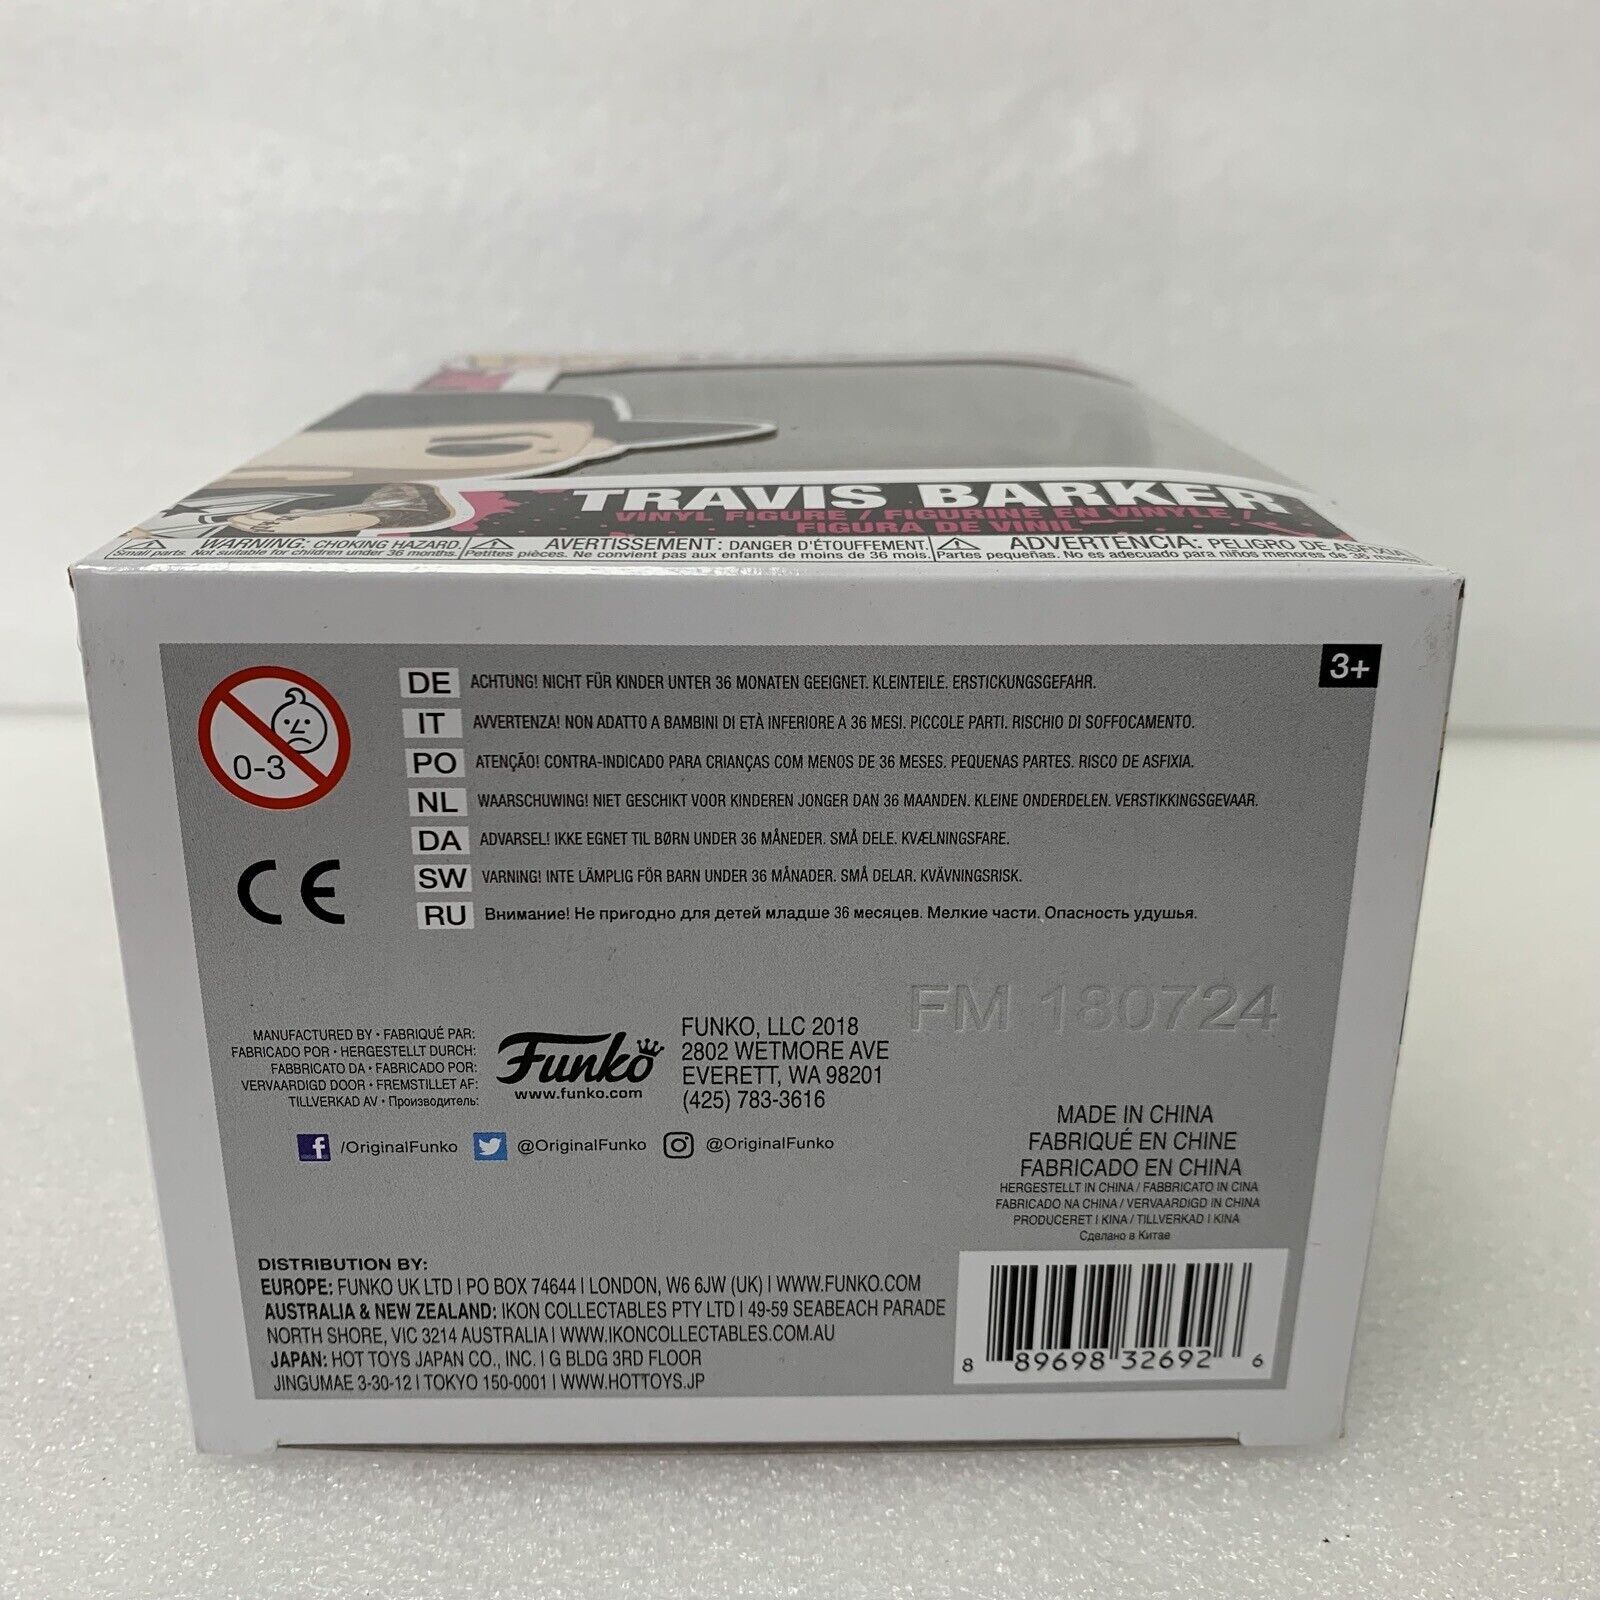 TRAVIS BARKER
VINYL FIGURE / FIGURINE EN VINYLE /
FIGURA DE VINIL
WARNING: CHOKING HAZARD.
Small parts. Not suitable for children under 36 months.
AVERTISSEMENT: DANGER D'ÉTOUFFEMENT.
Petites pièces. Ne convient pas aux enfants de moins de 36 mois.
ADVERTENCIA: PELIGRO DE ASFIXIA
Partes pequeñas. No es adecuado para niños menores de 36
3+
0-3
DE ACHTUNG! NICHT FÜR KINDER UNTER 36 MONATEN GEEIGNET. KLEINTEILE. ERSTICKUNGSGEFAHR.
IT AVVERTENZA! NON ADATTO A BAMBINI DI ETÀ INFERIORE A 36 MESI. PICCOLE PARTI. RISCHIO DI SOFFOCAMENTO.
PO ATENÇÃO! CONTRA-INDICADO PARA CRIANÇAS COM MENOS DE 36 MESES. PEQUENAS PARTES. RISCO DE ASFIXIA.
NL WAARSCHUWING! NIET GESCHIKT VOOR KINDEREN JONGER DAN 36 MAANDEN. KLEINE ONDERDELEN. VERSTIKKINGSGEVAAR.
DA ADVARSEL! IKKE EGNET TIL BØRN UNDER 36 MÅNEDER. SMÅ DELE. KVÆLNINGSFARE.
SW VARNING! INTE LÄMPLIG FÖR BARN UNDER 36 MÅNADER. SMÅ DELAR. KVÄVNINGSRISK.
RU Внимание! Не пригодно для детей младше 36 месяцев. Мелкие части. Опасность удушья.
CE
FM 180724
MANUFACTURED BY • FABRIQUÉ PAR:
FABRICADO POR • HERGESTELLT DURCH:
FABBRICATO DA • FABRICADO POR:
VERVAARDIGD DOOR • FREMSTILLET AF:
TILLVERKAD AV • Производитель:
Funko
www.funko.com
FUNKO, LLC 2018
2802 WETMORE AVE
EVERETT, WA 98201
(425) 783-3616
f /OriginalFunko @OriginalFunko @OriginalFunko
MADE IN CHINA
FABRIQUÉ EN CHINE
FABRICADO EN CHINA
HERGESTELLT IN CHINA / FABBRICATO IN CINA
FABRICADO NA CHINA / VERVAARDIGD IN CHINA
PRODUCERET I KINA / TILLVERKAD I KINA
Сделано в Китае
DISTRIBUTION BY:
EUROPE: FUNKO UK LTD | PO BOX 74644 | LONDON, W6 6JW (UK) | WWW.FUNKO.COM
AUSTRALIA & NEW ZEALAND: IKON COLLECTABLES PTY LTD | 49-59 SEABEACH PARADE
NORTH SHORE, VIC 3214 AUSTRALIA | WWW.IKONCOLLECTABLES.COM.AU
JAPAN: HOT TOYS JAPAN CO., INC. | G BLDG 3RD FLOOR
JINGUMAE 3-30-12 | TOKYO 150-0001 | WWW.HOTTOYS.JP
8 89698 32692 6